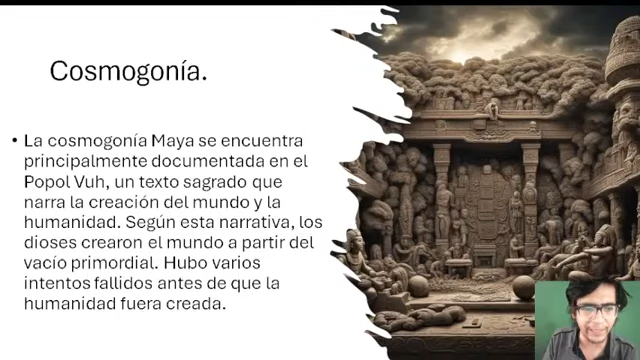 Cosmogonía.
• La cosmogonía Maya se encuentra
principalmente documentada en el
Popol Vuh, un texto sagrado que
narra la creación del mundo y la
humanidad. Según esta narrativa, los
dioses crearon el mundo a partir del
vacío primordial. Hubo varios
intentos fallidos antes de que la
humanidad fuera creada.